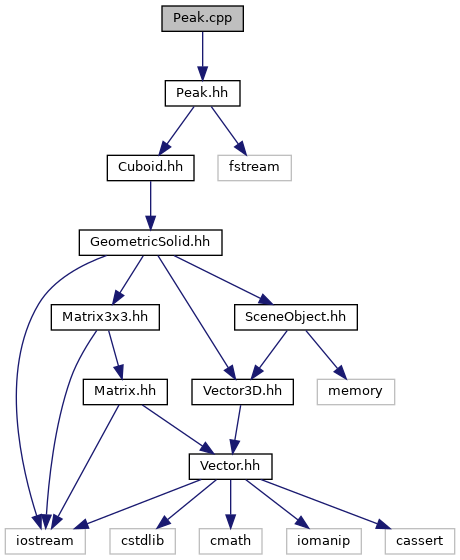 Peak.cpp
Peak.hh
Cuboid.hh
fstream
GeometricSolid.hh
Matrix3x3.hh
SceneObject.hh
Matrix.hh
Vector3D.hh
memory
Vector.hh
iostream
cstdlib
cmath
iomanip
cassert